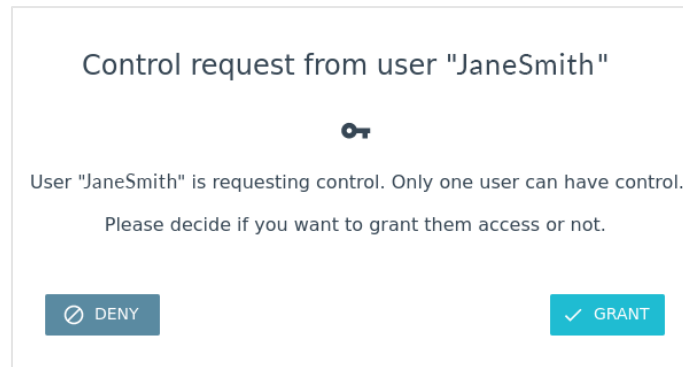 Control request from user "JaneSmith"
User "JaneSmith" is requesting control. Only one user can have control.
Please decide if you want to grant them access or not.
DENY
GRANT